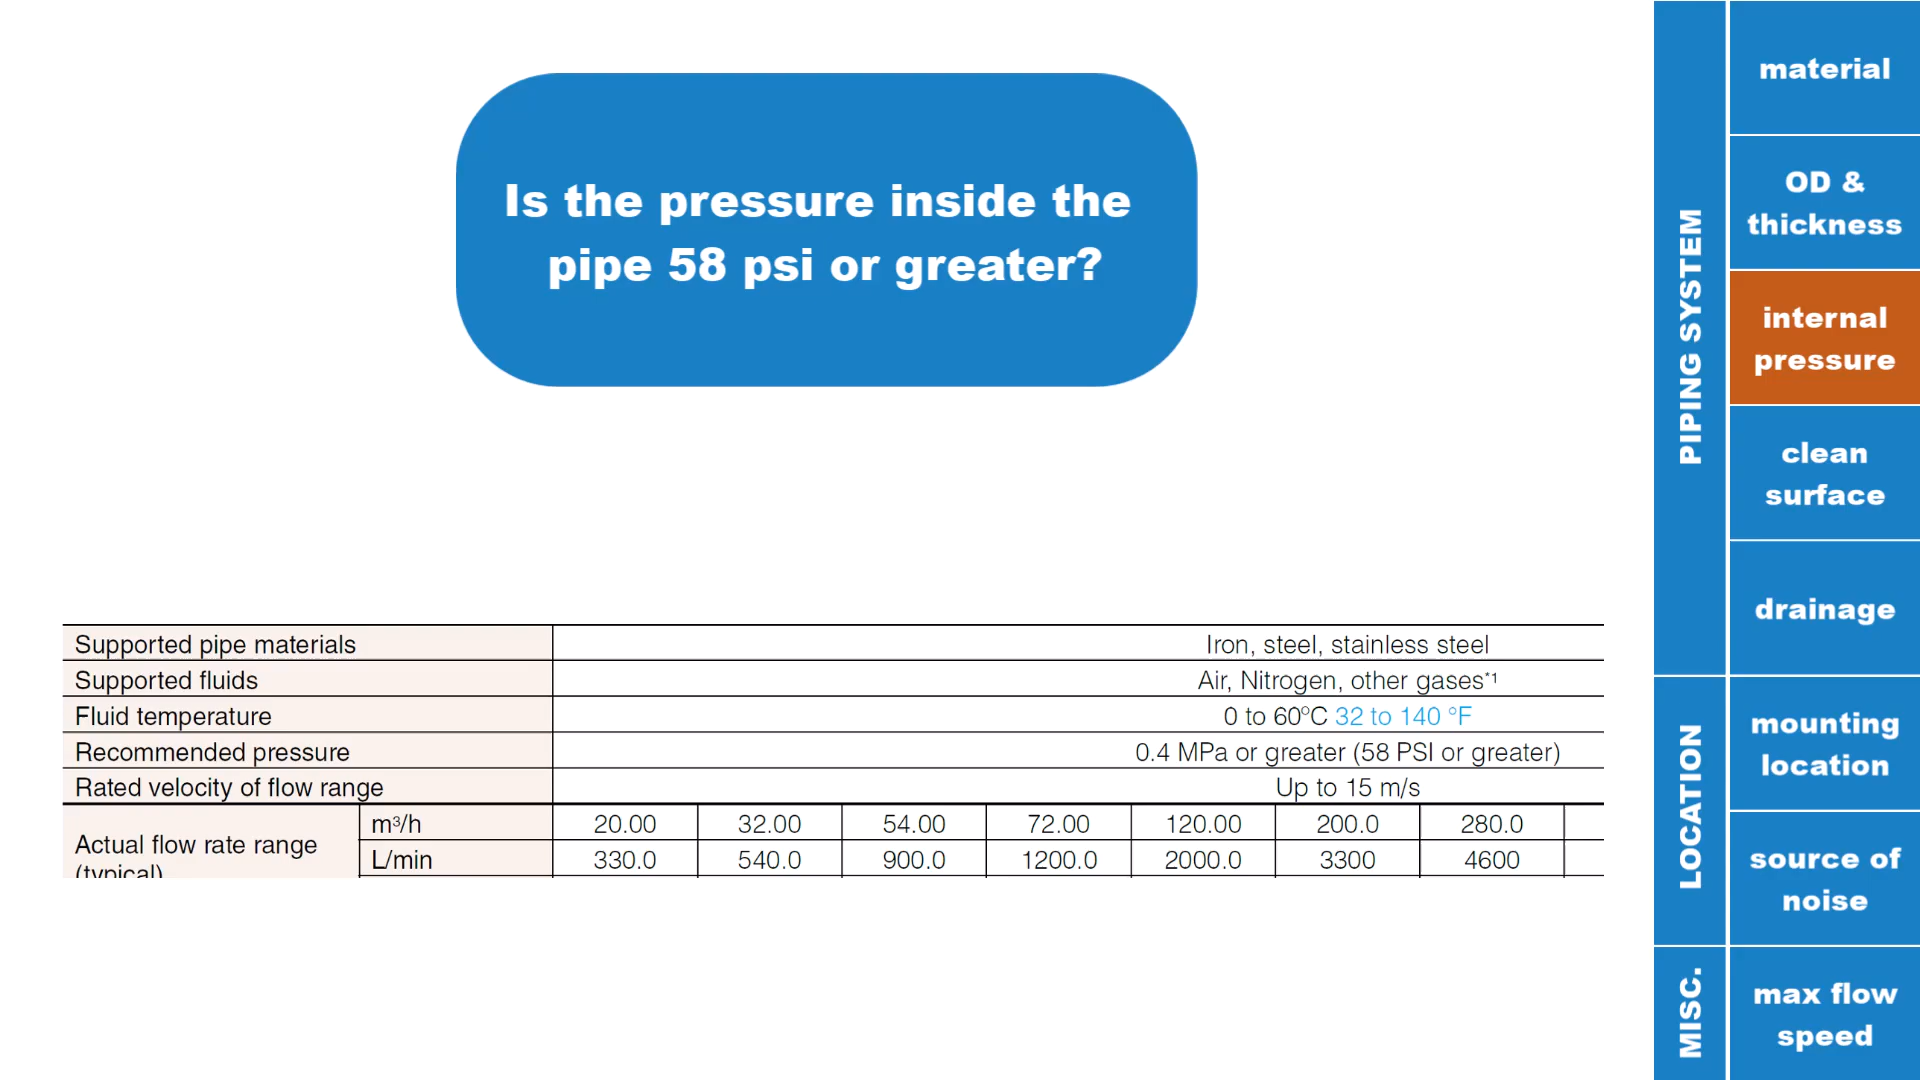 Is the pressure inside the
pipe 58 psi or greater?
Supported pipe materials Iron, steel, stainless steel
Supported fluids Air, Nitrogen, other gases*1
Fluid temperature 0 to 60°C 32 to 140 °F
Recommended pressure 0.4 MPa or greater (58 PSI or greater)
Rated velocity of flow range Up to 15 m/s
Actual flow rate range
(typical)
m³/h 20.00 32.00 54.00 72.00 120.00 200.0 280.0
L/min 330.0 540.0 900.0 1200.0 2000.0 3300 4600
PIPING SYSTEM
material
OD &
thickness
internal
pressure
clean
surface
drainage
LOCATION
mounting
location
source of
noise
MISC.
max flow
speed